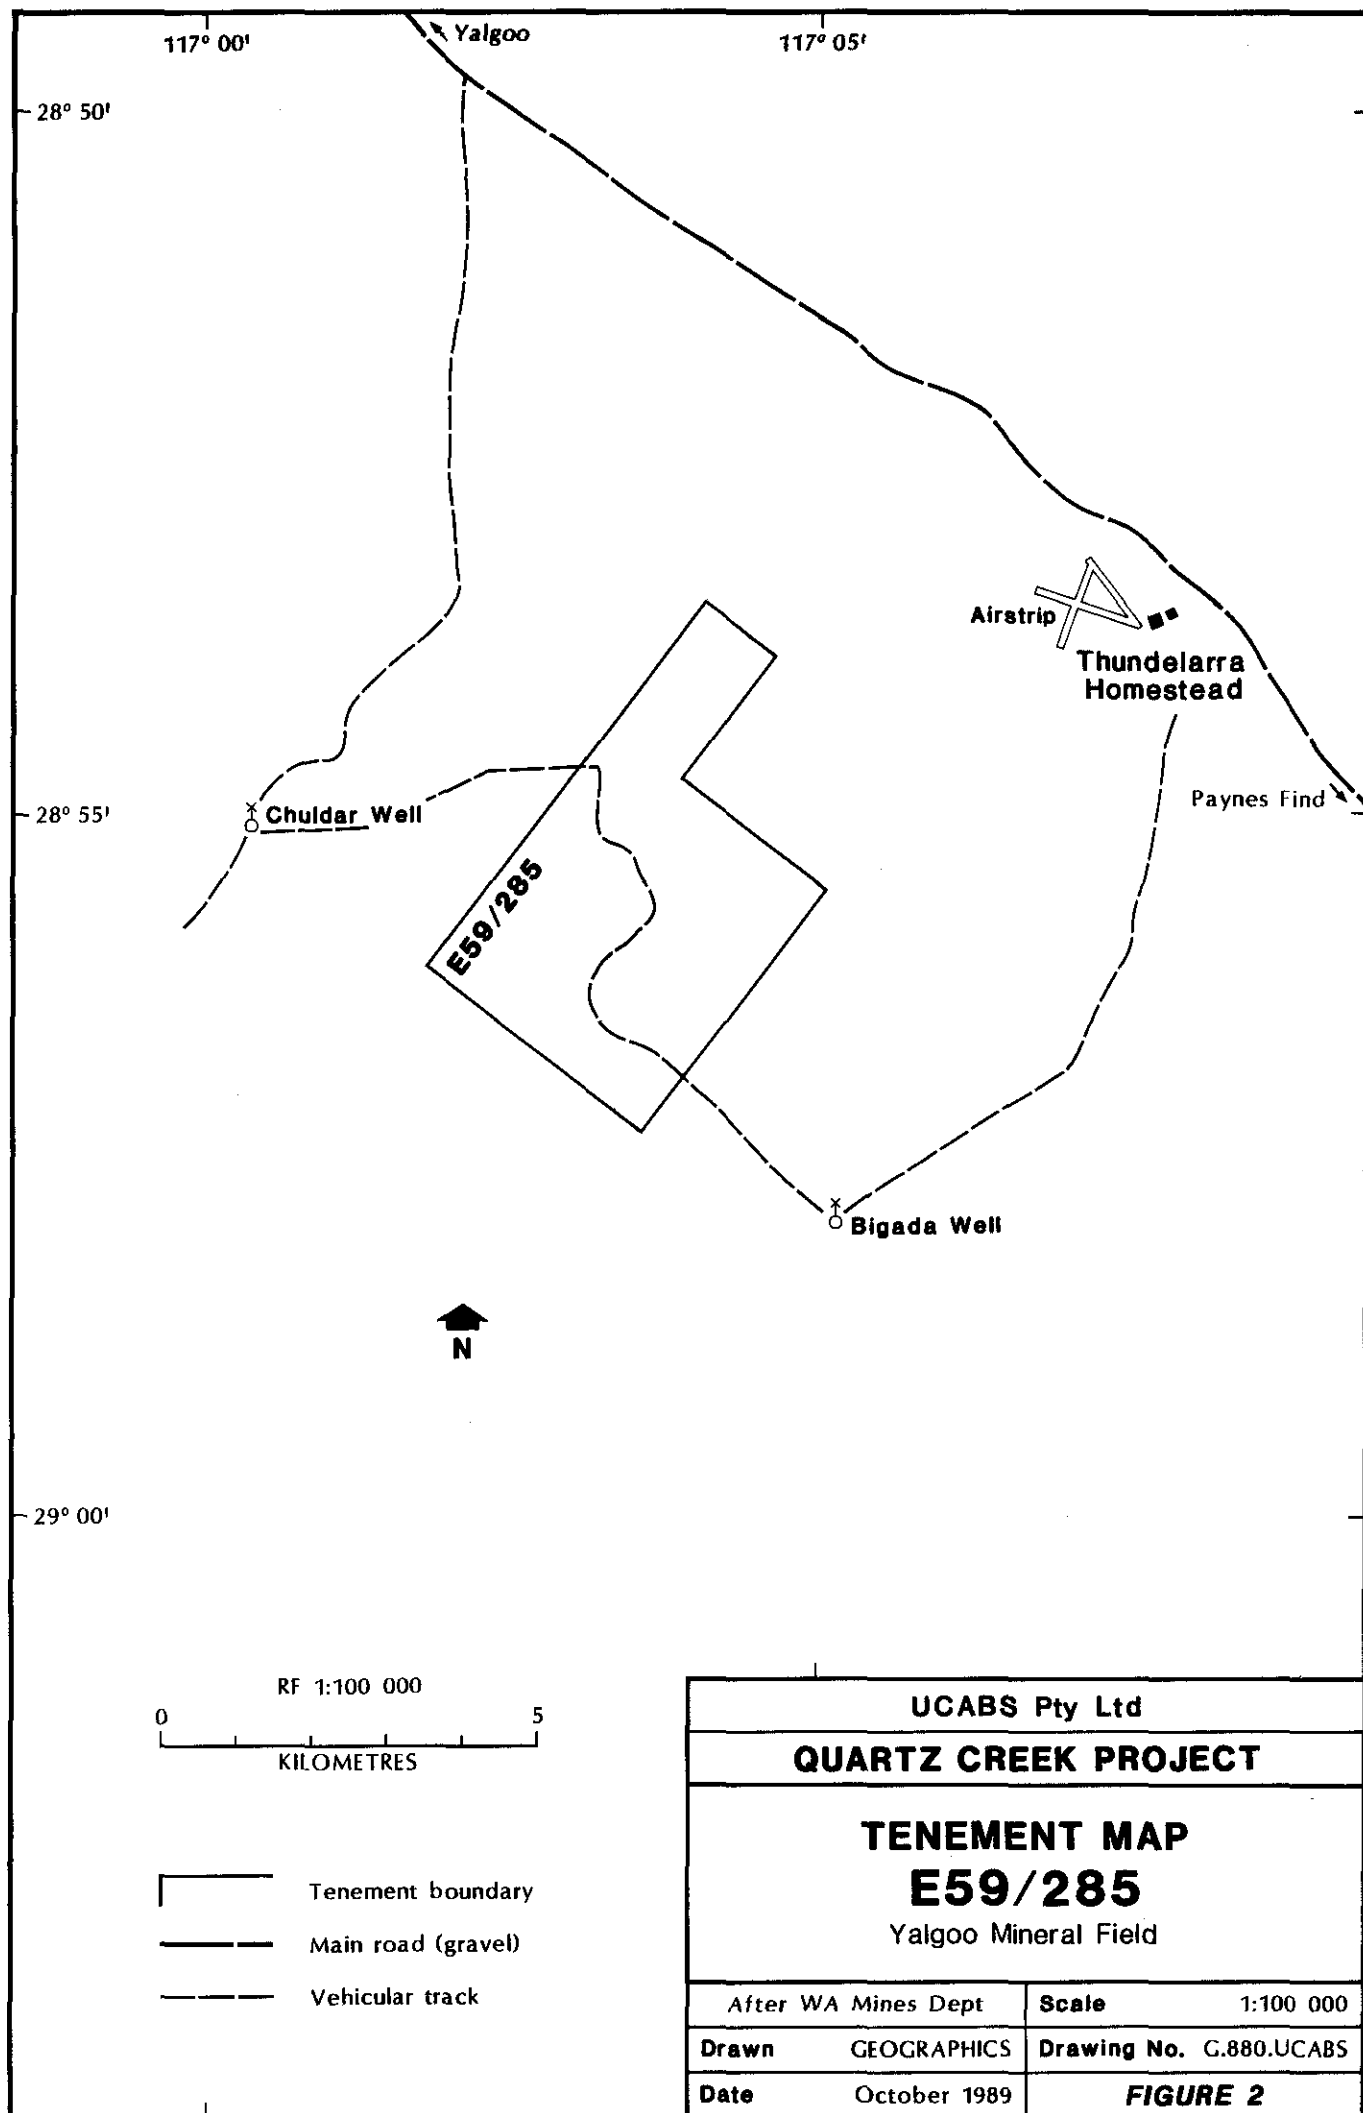 117° 00'
Yalgoo
117° 05'
28° 50'
Airstrip
Thundelarra
Homestead
Paynes Find
28° 55'
Chuldar Well
E59/285
Bigada Well
N
29° 00'
RF 1:100 000
0 5
KILOMETRES
Tenement boundary
Main road (gravel)
Vehicular track
UCABS Pty Ltd
QUARTZ CREEK PROJECT
TENEMENT MAP
E59/285
Yalgoo Mineral Field
After WA Mines Dept
Scale 1:100 000
Drawn GEOGRAPHICS
Drawing No. G.880.UCABS
Date October 1989
FIGURE 2